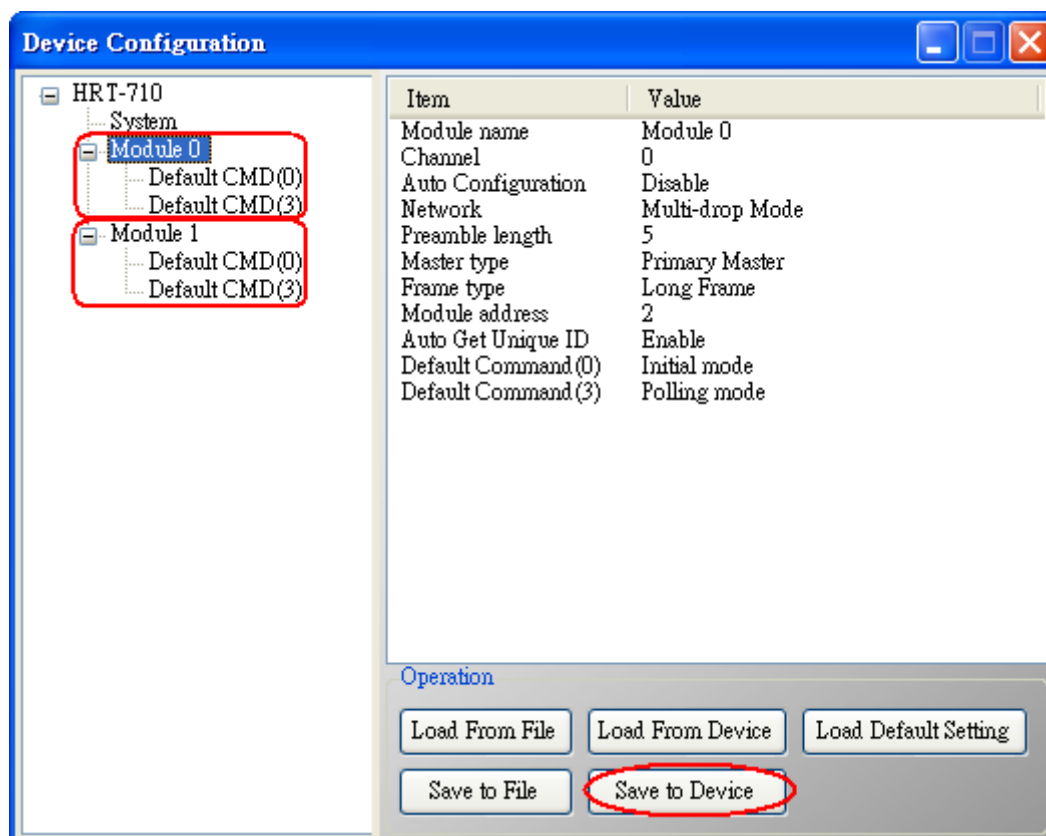 Device Configuration
HRT-710
System
Module 0
Default CMD(0)
Default CMD(3)
Module 1
Default CMD(0)
Default CMD(3)
Item Value
Module name Module 0
Channel 0
Auto Configuration Disable
Network Multi-drop Mode
Preamble length 5
Master type Primary Master
Frame type Long Frame
Module address 2
Auto Get Unique ID Enable
Default Command(0) Initial mode
Default Command(3) Polling mode
Operation
Load From File Load From Device Load Default Setting
Save to File Save to Device